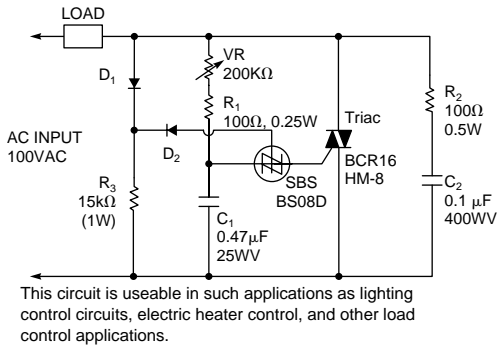 LOAD
D1
VR
200KΩ
R1
100Ω, 0.25W
D2
AC INPUT
100VAC
R3
15kΩ
(1W)
C1
0.47µF
25WV
SBS
BS08D
Triac
BCR16
HM-8
R2
100Ω
0.5W
C2
0.1 µF
400WV
This circuit is useable in such applications as lighting
control circuits, electric heater control, and other load
control applications.